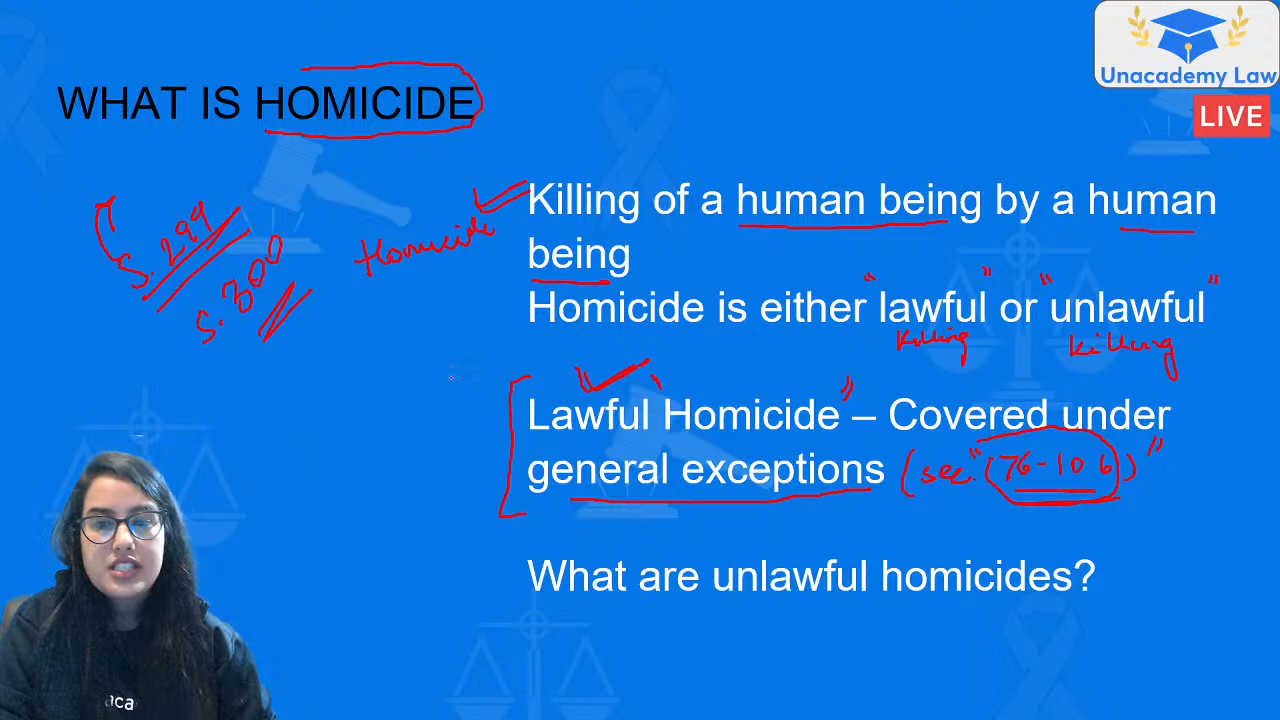 Unacademy Law
LIVE
WHAT IS HOMICIDE
S. 299
S. 300
Homicide
Killing of a human being by a human
being
Homicide is either "lawful" or "unlawful"
killing killing
"Lawful Homicide" – Covered under
general exceptions (sec. "(76-106)"
What are unlawful homicides?
aca